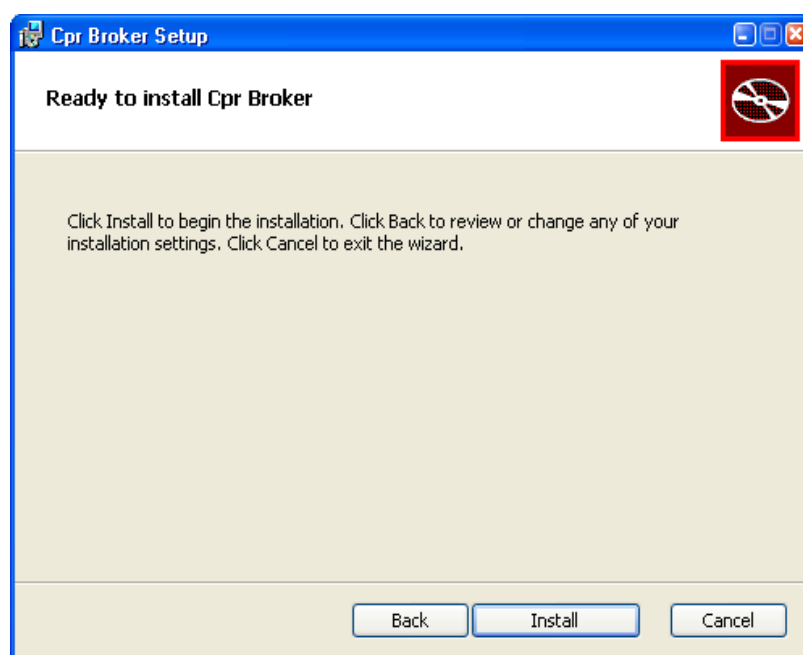 Cpr Broker Setup
Ready to install Cpr Broker
Click Install to begin the installation. Click Back to review or change any of your
installation settings. Click Cancel to exit the wizard.
Back Install Cancel